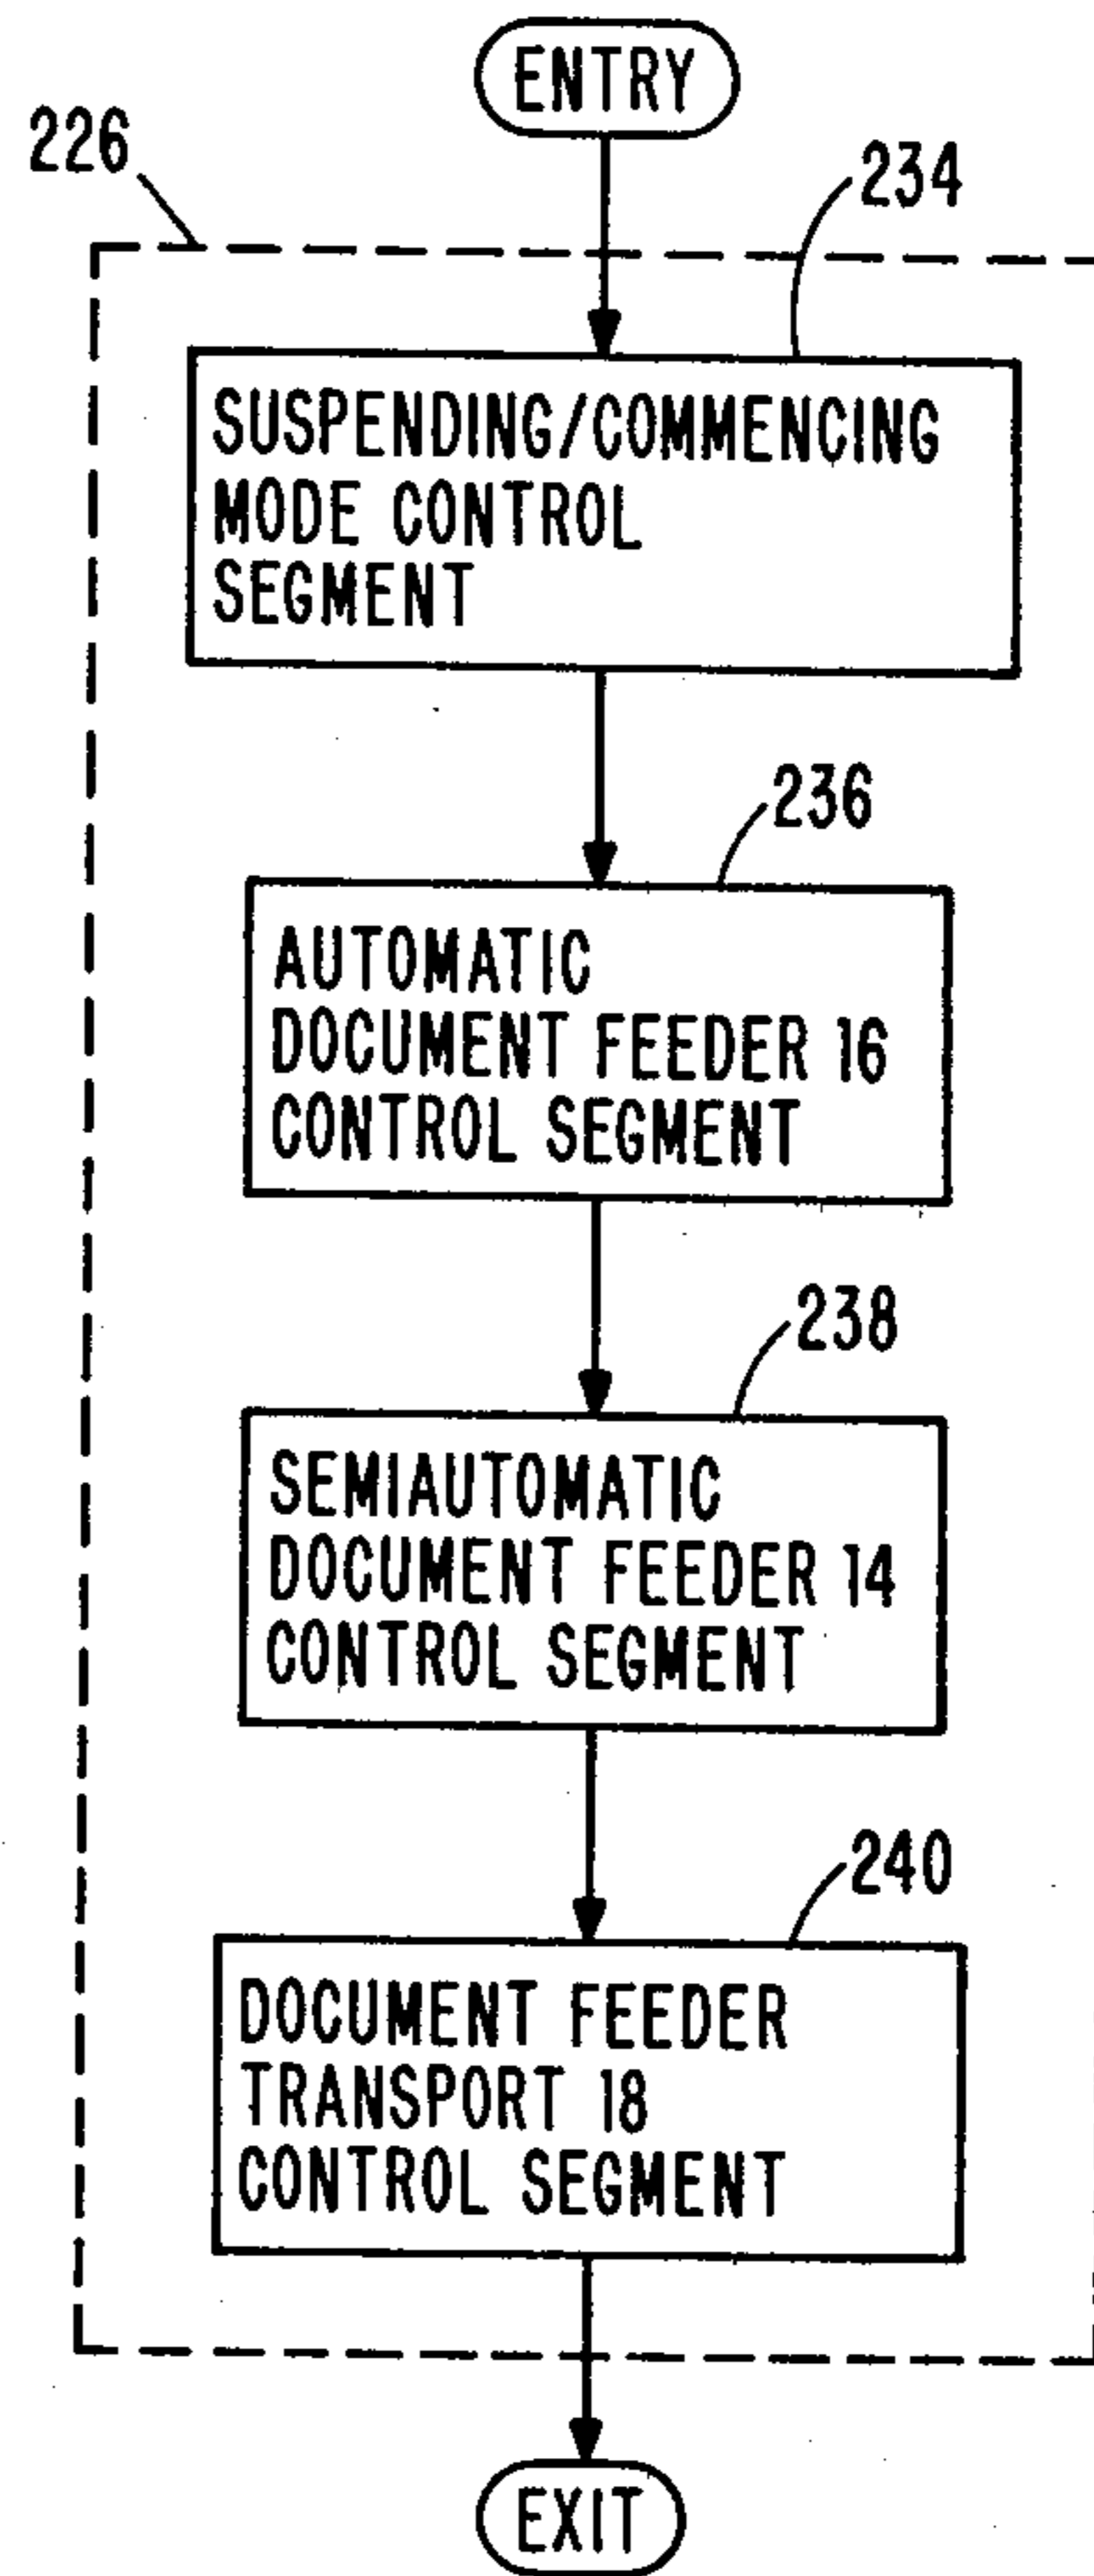 ENTRY
226
234
SUSPENDING/COMMENCING
MODE CONTROL
SEGMENT
236
AUTOMATIC
DOCUMENT FEEDER 16
CONTROL SEGMENT
238
SEMIAUTOMATIC
DOCUMENT FEEDER 14
CONTROL SEGMENT
240
DOCUMENT FEEDER
TRANSPORT 18
CONTROL SEGMENT
EXIT